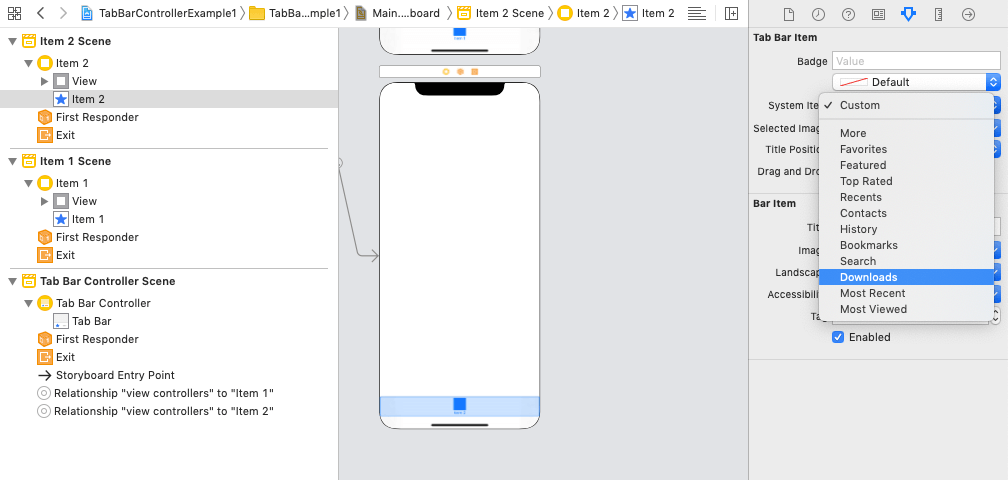 TabBarControllerExample1 TabBa...mple1 Main....board Item 2 Scene Item 2 Item 2
Item 2 Scene
Item 2
View
Item 2
First Responder
Exit
Item 1 Scene
Item 1
View
Item 1
First Responder
Exit
Tab Bar Controller Scene
Tab Bar Controller
Tab Bar
First Responder
Exit
Storyboard Entry Point
Relationship "view controllers" to "Item 1"
Relationship "view controllers" to "Item 2"
Tab Bar Item
Badge Value
Default
System Ite
Selected Imag
Title Positio
Drag and Dro
Bar Item
Tit
Imag
Landscap
Accessibili
Ta
Enabled
Custom
More
Favorites
Featured
Top Rated
Recents
Contacts
History
Bookmarks
Search
Downloads
Most Recent
Most Viewed